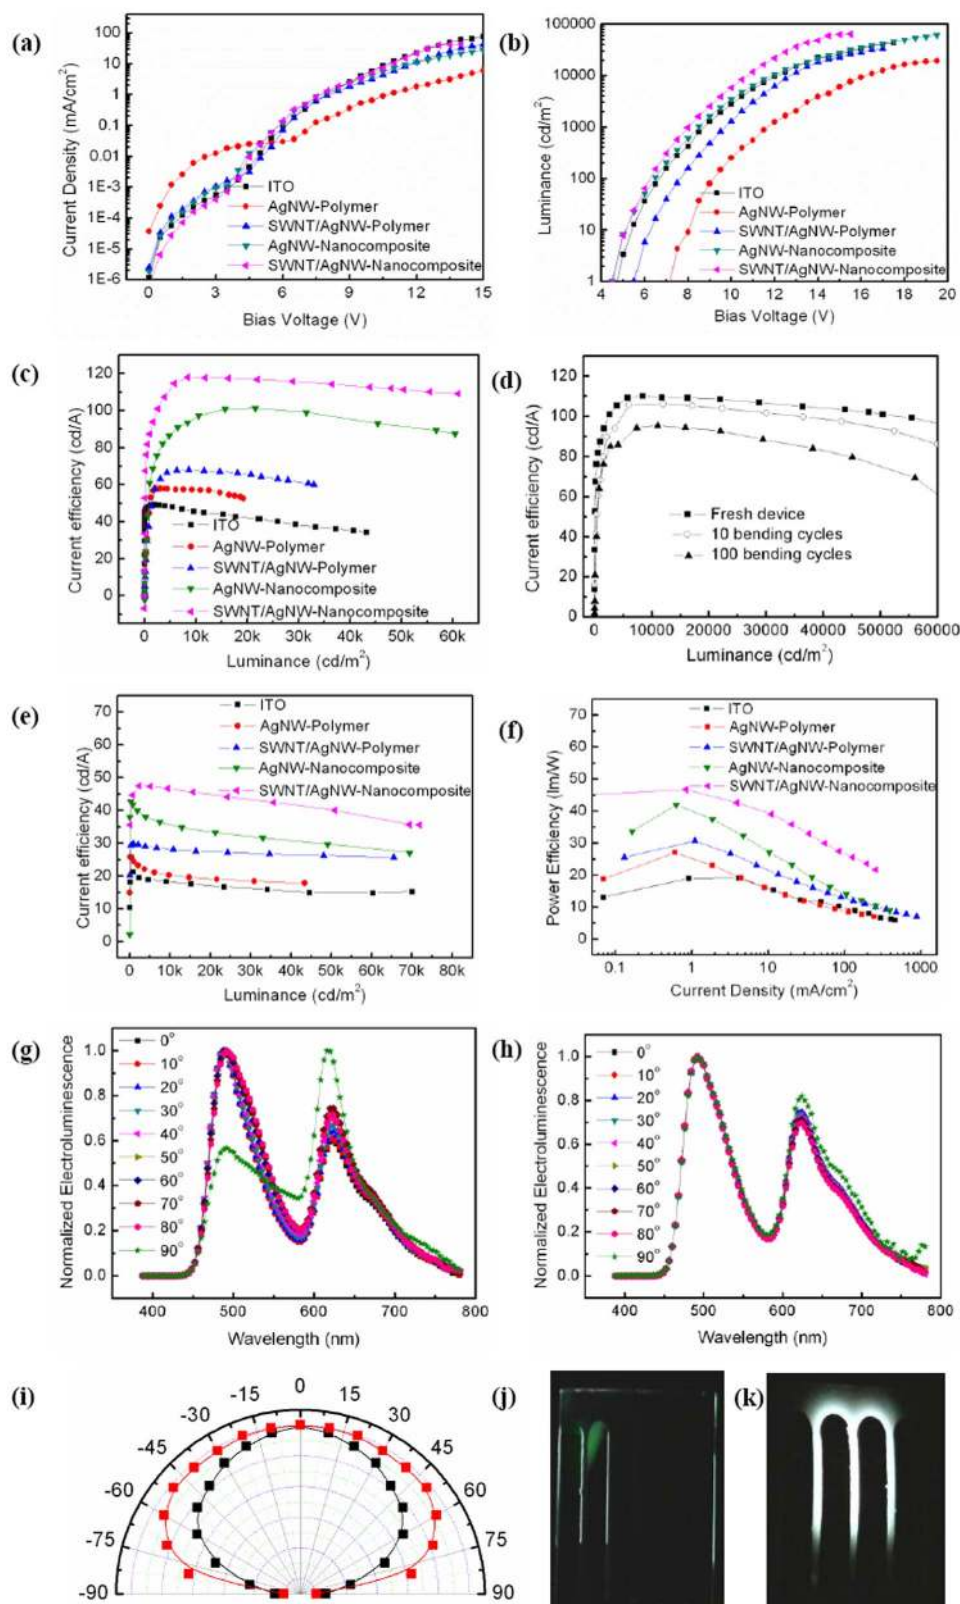 (a)
100
10
1
0.1
0.01
1E-3
1E-4
1E-5
1E-6
Current Density (mA/cm²)
ITO
AgNW-Polymer
SWNT/AgNW-Polymer
AgNW-Nanocomposite
SWNT/AgNW-Nanocomposite
0 3 6 9 12 15
Bias Voltage (V)
(b)
100000
10000
1000
100
10
1
Luminance (cd/m²)
ITO
AgNW-Polymer
SWNT/AgNW-Polymer
AgNW-Nanocomposite
SWNT/AgNW-Nanocomposite
4 6 8 10 12 14 16 18 20
Bias Voltage (V)
(c)
120
100
80
60
40
20
0
Current efficiency (cd/A)
ITO
AgNW-Polymer
SWNT/AgNW-Polymer
AgNW-Nanocomposite
SWNT/AgNW-Nanocomposite
0 10k 20k 30k 40k 50k 60k
Luminance (cd/m²)
(d)
120
100
80
60
40
20
0
Current efficiency (cd/A)
Fresh device
10 bending cycles
100 bending cycles
0 10000 20000 30000 40000 50000 60000
Luminance (cd/m²)
(e)
70
60
50
40
30
20
10
0
Current efficiency (cd/A)
ITO
AgNW-Polymer
SWNT/AgNW-Polymer
AgNW-Nanocomposite
SWNT/AgNW-Nanocomposite
0 10k 20k 30k 40k 50k 60k 70k 80k
Luminance (cd/m²)
(f)
70
60
50
40
30
20
10
0
Power Efficiency (lm/W)
ITO
AgNW-Polymer
SWNT/AgNW-Polymer
AgNW-Nanocomposite
SWNT/AgNW-Nanocomposite
0.1 1 10 100 1000
Current Density (mA/cm²)
(g)
1.0
0.8
0.6
0.4
0.2
0.0
Normalized Electroluminescence
0°
10°
20°
30°
40°
50°
60°
70°
80°
90°
400 500 600 700 800
Wavelength (nm)
(h)
1.0
0.8
0.6
0.4
0.2
0.0
Normalized Electroluminescence
0°
10°
20°
30°
40°
50°
60°
70°
80°
90°
400 500 600 700 800
Wavelength (nm)
(i)
-90 -75 -60 -45 -30 -15 0 15 30 45 60 75 90
(j)
(k)